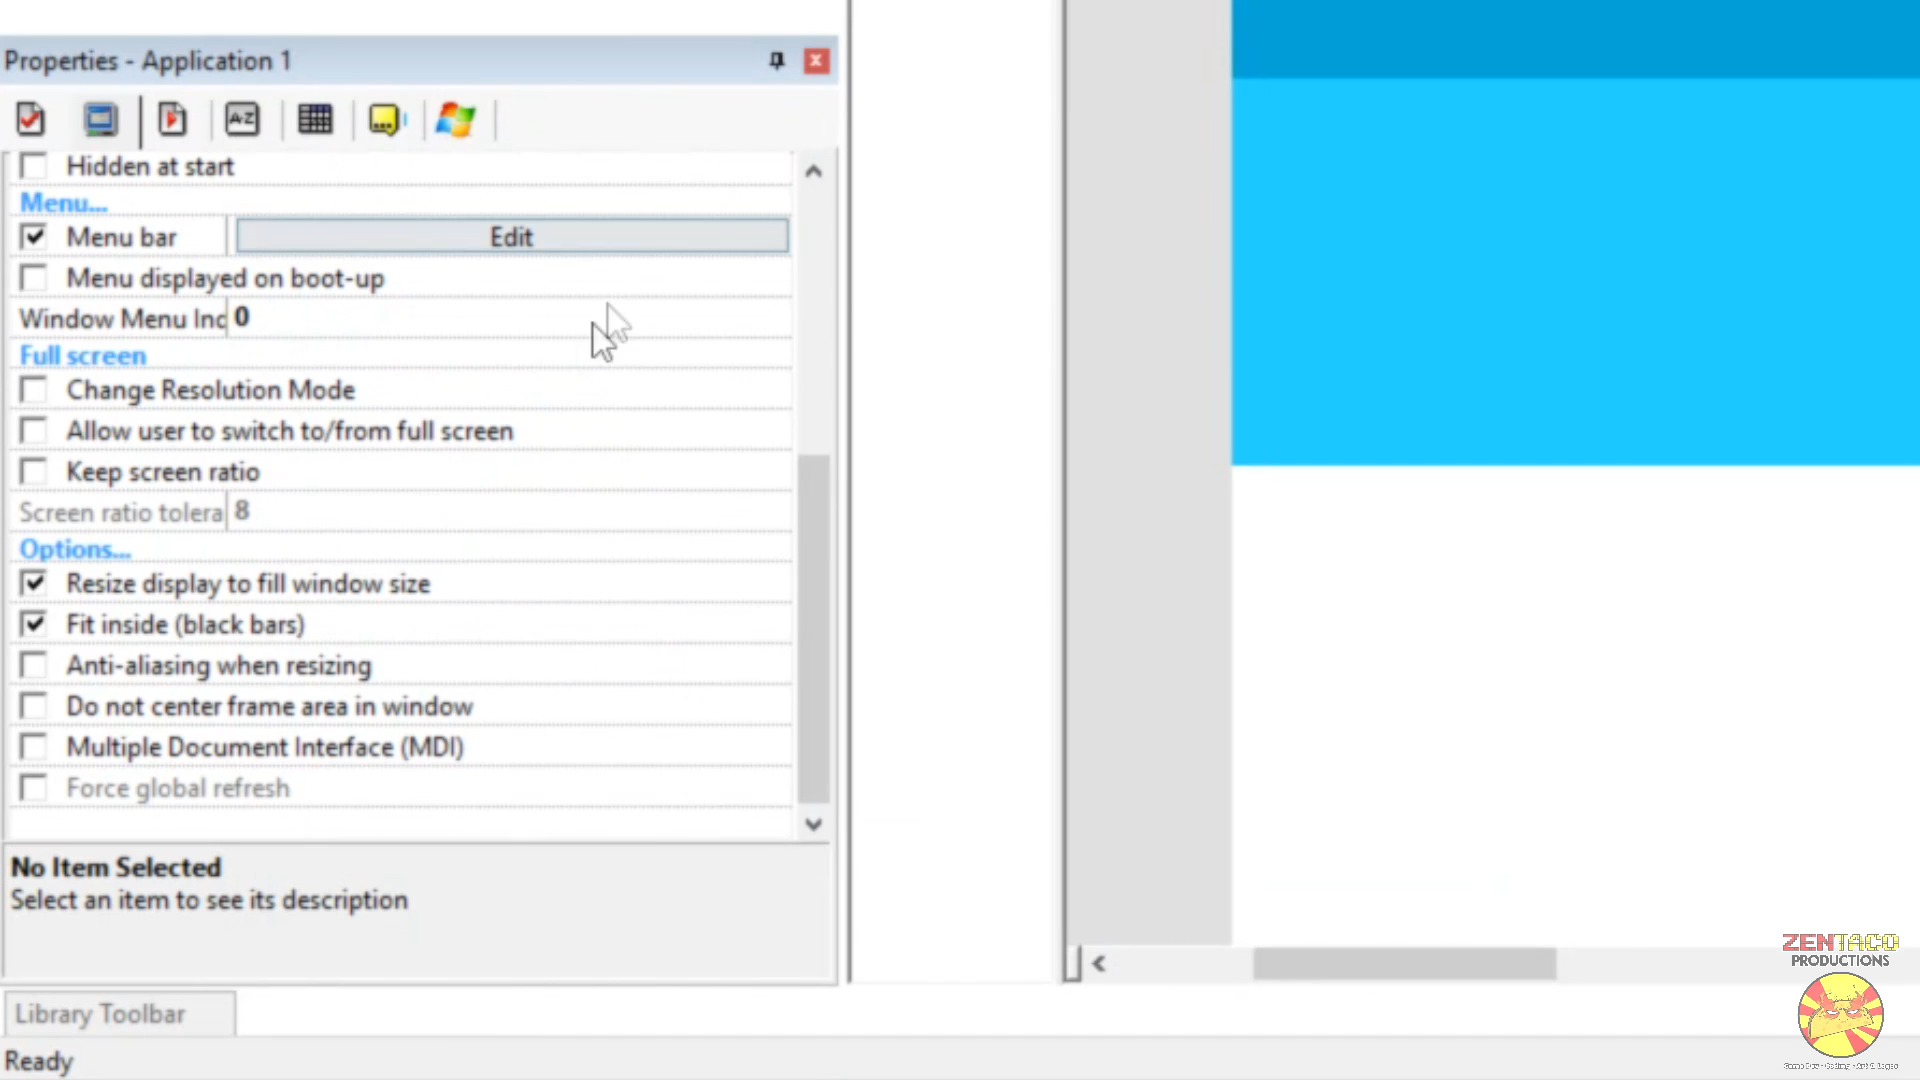 Properties - Application 1
A-Z
Hidden at start
Menu...
Menu bar
Edit
Menu displayed on boot-up
Window Menu Ind
0
Full screen
Change Resolution Mode
Allow user to switch to/from full screen
Keep screen ratio
Screen ratio tolera
8
Options...
Resize display to fill window size
Fit inside (black bars)
Anti-aliasing when resizing
Do not center frame area in window
Multiple Document Interface (MDI)
Force global refresh
No Item Selected
Select an item to see its description
Library Toolbar
Ready
ZENTACO
PRODUCTIONS